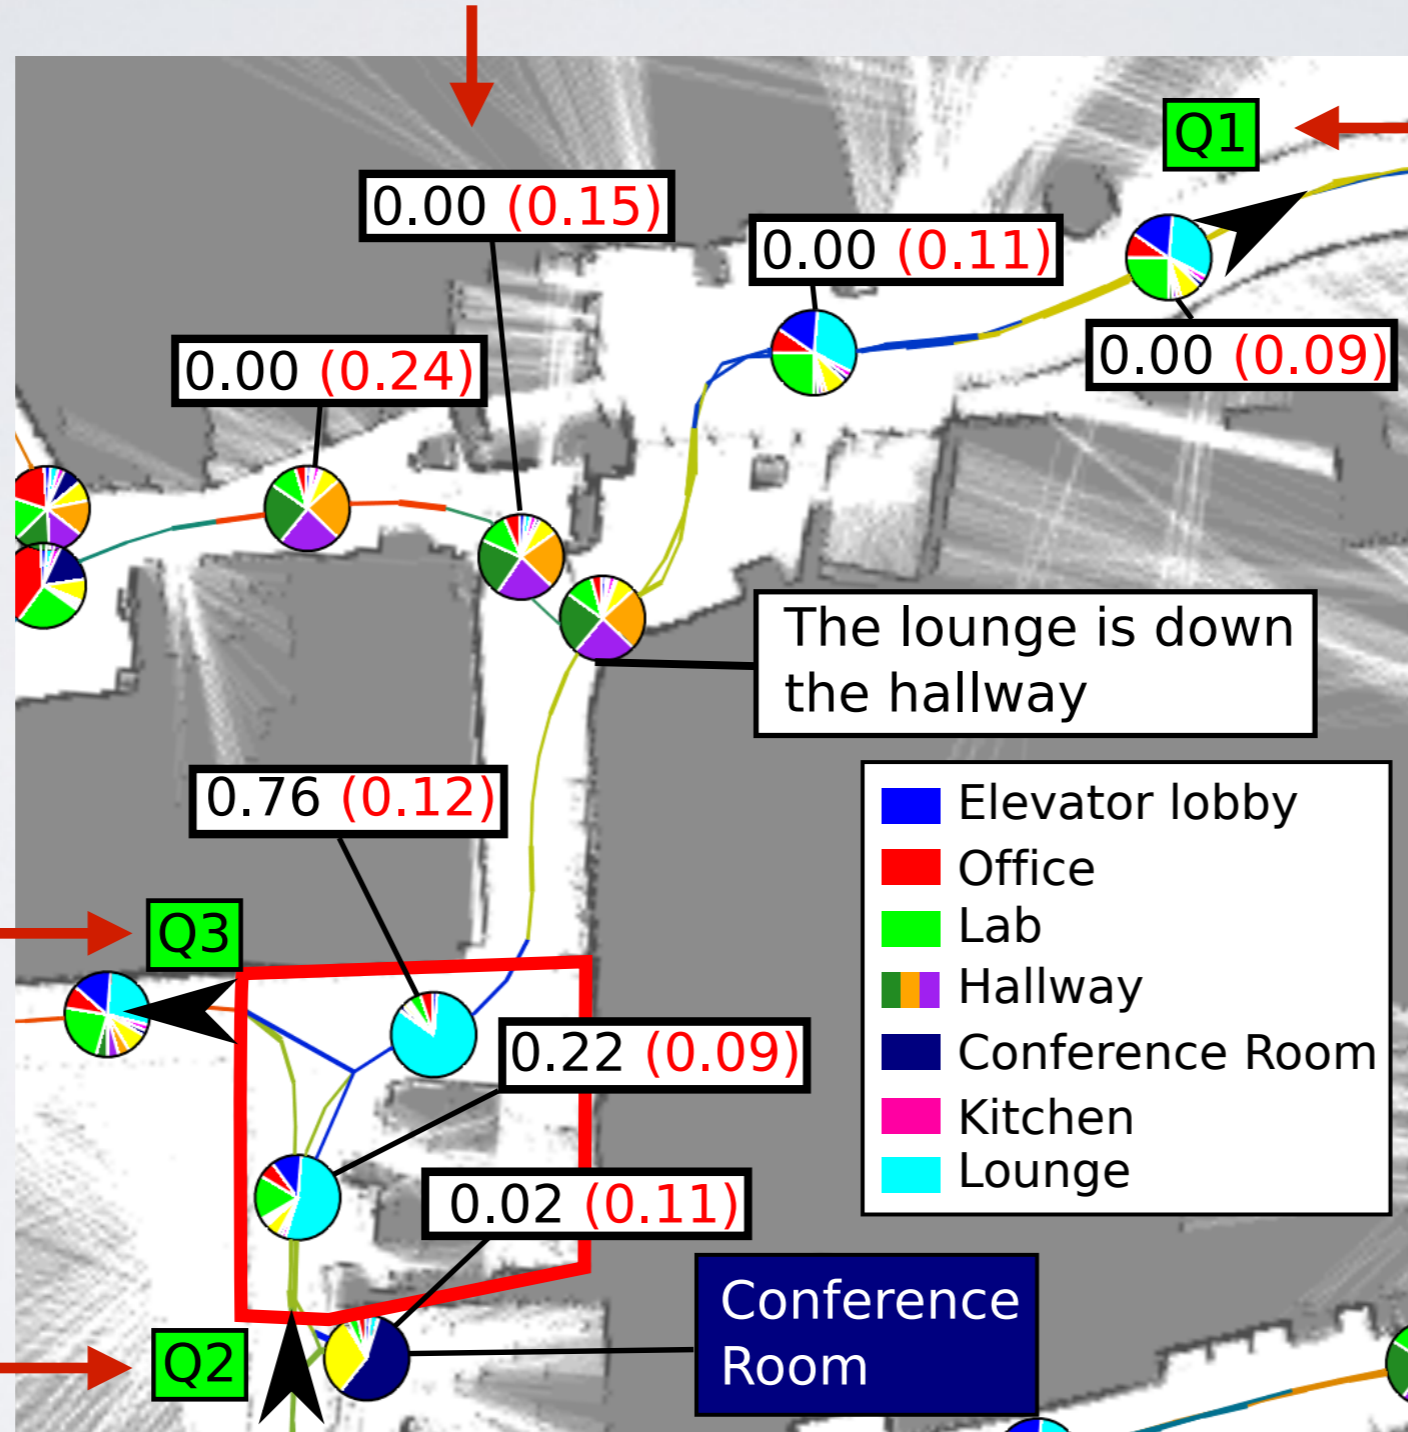 Q1
0.00 (0.15)
0.00 (0.11)
0.00 (0.09)
0.00 (0.24)
The lounge is down
the hallway
0.76 (0.12)
Elevator lobby
Office
Lab
Hallway
Conference Room
Kitchen
Lounge
Q3
0.22 (0.09)
0.02 (0.11)
Conference
Room
Q2